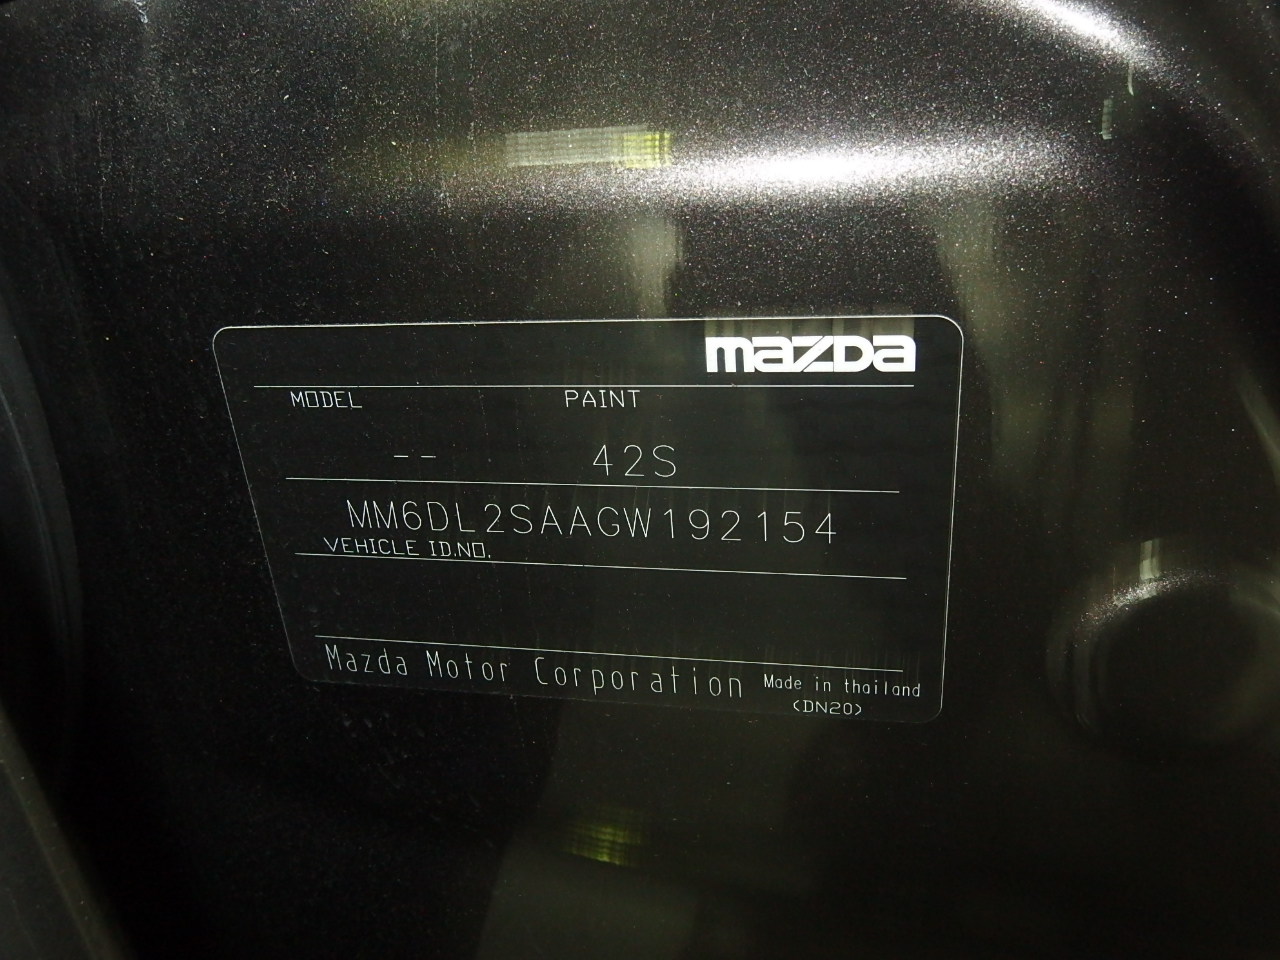 mazda
MODEL PAINT
-- 42S
MM6DL2SAAGW192154
VEHICLE ID.NO.
Mazda Motor Corporation Made in thailand
(DN20)